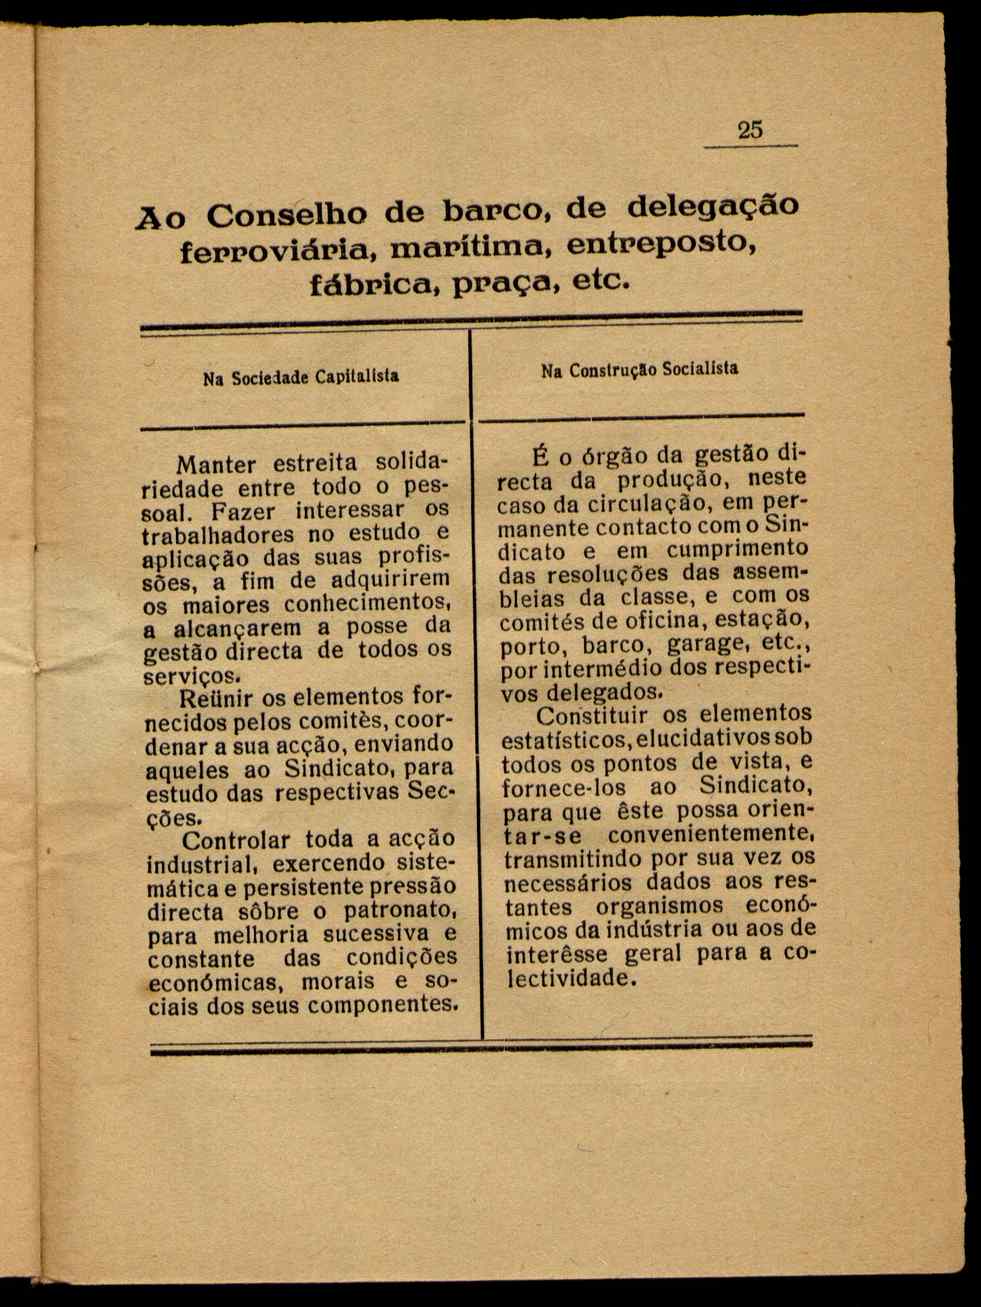 25
Ao Conselho de barco, de delegação
ferroviária, marítima, entreposto,
fábrica, praça, etc.
Na Sociedade Capitalista
Manter estreita solida-
riedade entre todo o pes-
soal. Fazer interessar os
trabalhadores no estudo e
aplicação das suas profis-
sões, a fim de adquirirem
os maiores conhecimentos,
a alcançarem a posse da
gestão directa de todos os
serviços.
Reünir os elementos for-
necidos pelos comitès, coor-
denar a sua acção, enviando
aqueles ao Sindicato, para
estudo das respectivas Sec-
ções.
Controlar toda a acção
industrial, exercendo siste-
mática e persistente pressão
directa sôbre o patronato,
para melhoria sucessiva e
constante das condições
económicas, morais e so-
ciais dos seus componentes.
Na Construção Socialista
É o órgão da gestão di-
recta da produção, neste
caso da circulação, em per-
manente contacto com o Sin-
dicato e em cumprimento
das resoluções das assem-
bleias da classe, e com os
comités de oficina, estação,
porto, barco, garage, etc.,
por intermédio dos respecti-
vos delegados.
Constituir os elementos
estatísticos, elucidativos sob
todos os pontos de vista, e
fornece-los ao Sindicato,
para que êste possa orien-
tar-se convenientemente,
transmitindo por sua vez os
necessários dados aos res-
tantes organismos econó-
micos da indústria ou aos de
interêsse geral para a co-
lectividade.